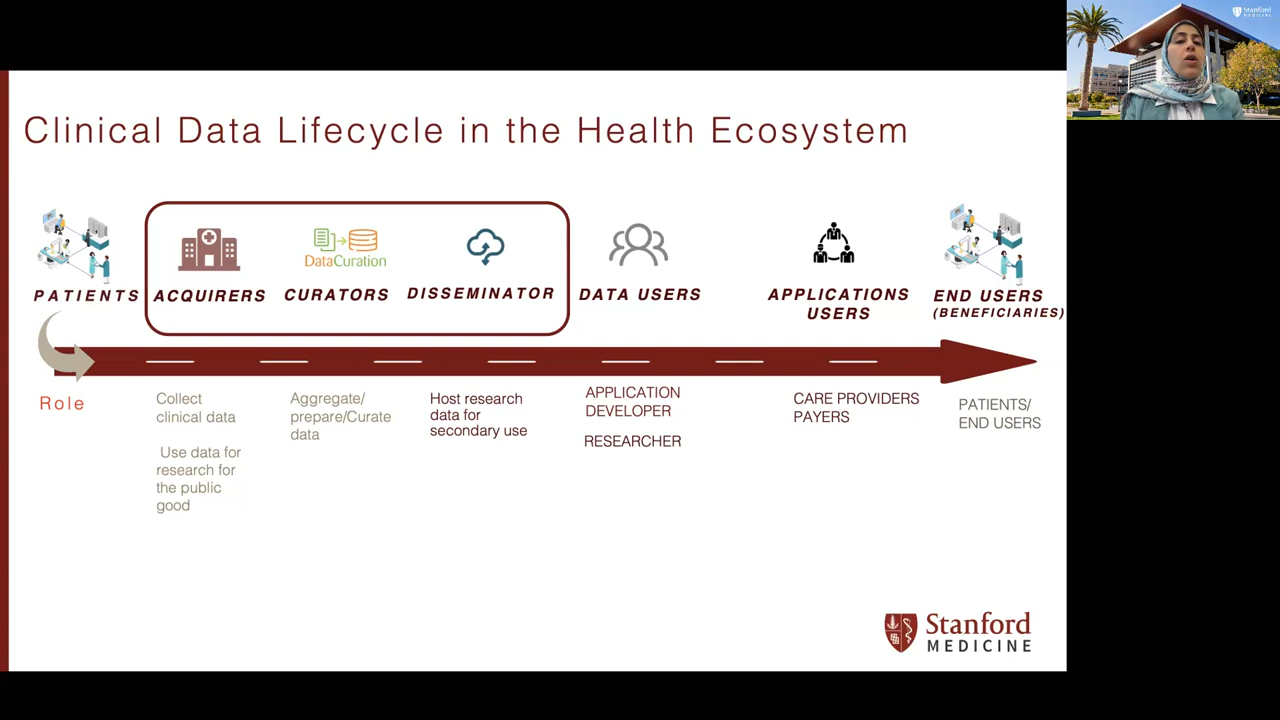 Stanford
MEDICINE
Clinical Data Lifecycle in the Health Ecosystem
DataCuration
PATIENTS
ACQUIRERS
CURATORS
DISSEMINATOR
DATA USERS
APPLICATIONS
USERS
END USERS
(BENEFICIARIES)
Role
Collect
clinical data
Use data for
research for
the public
good
Aggregate/
prepare/Curate
data
Host research
data for
secondary use
APPLICATION
DEVELOPER
RESEARCHER
CARE PROVIDERS
PAYERS
PATIENTS/
END USERS
Stanford
MEDICINE